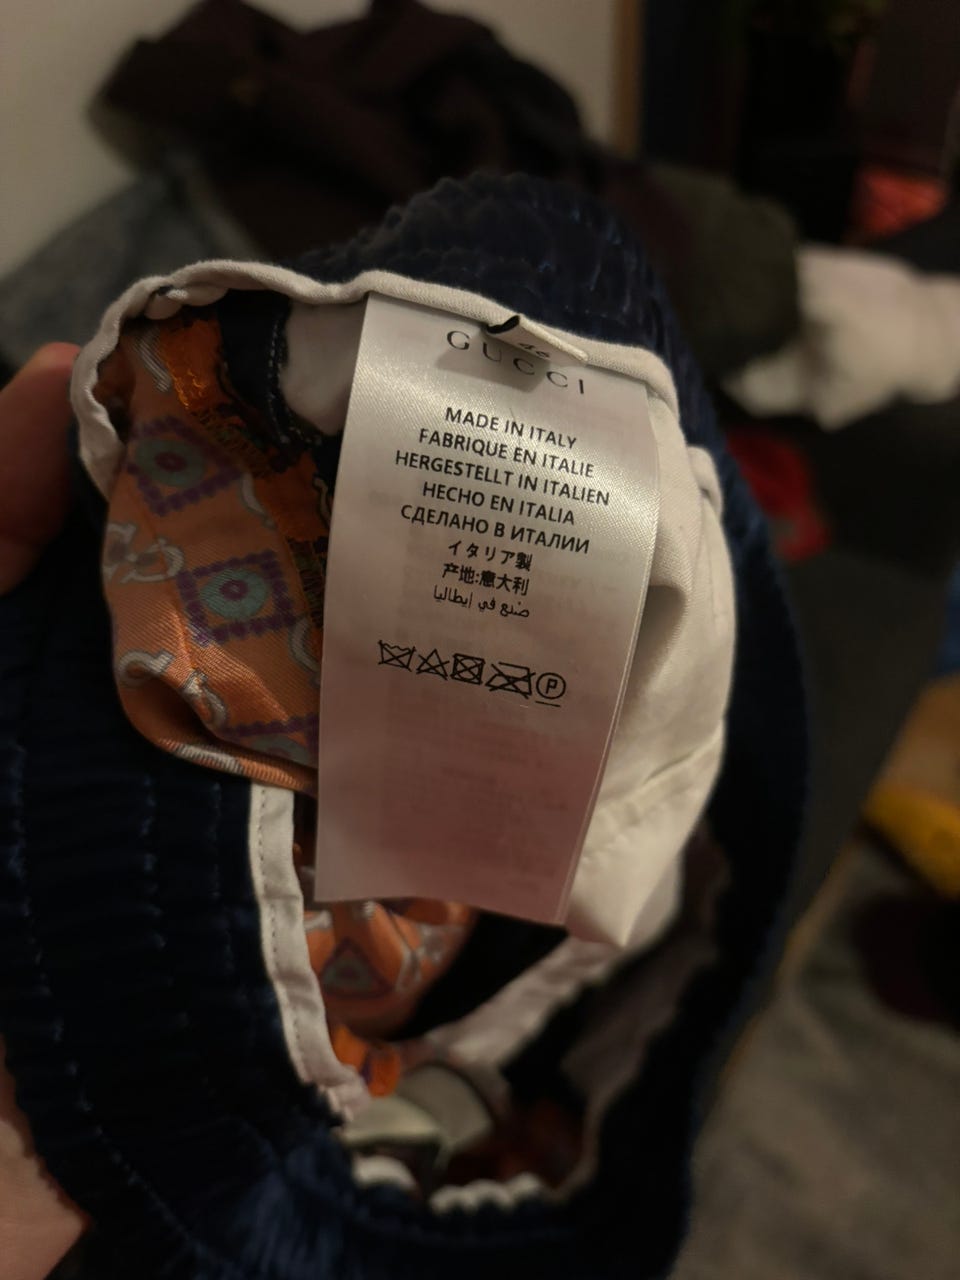 46
GUCCI
MADE IN ITALY
FABRIQUE EN ITALIE
HERGESTELLT IN ITALIEN
HECHO EN ITALIA
СДЕЛАНО В ИТАЛИИ
イタリア製
产地:意大利
صنع في إيطاليا
P